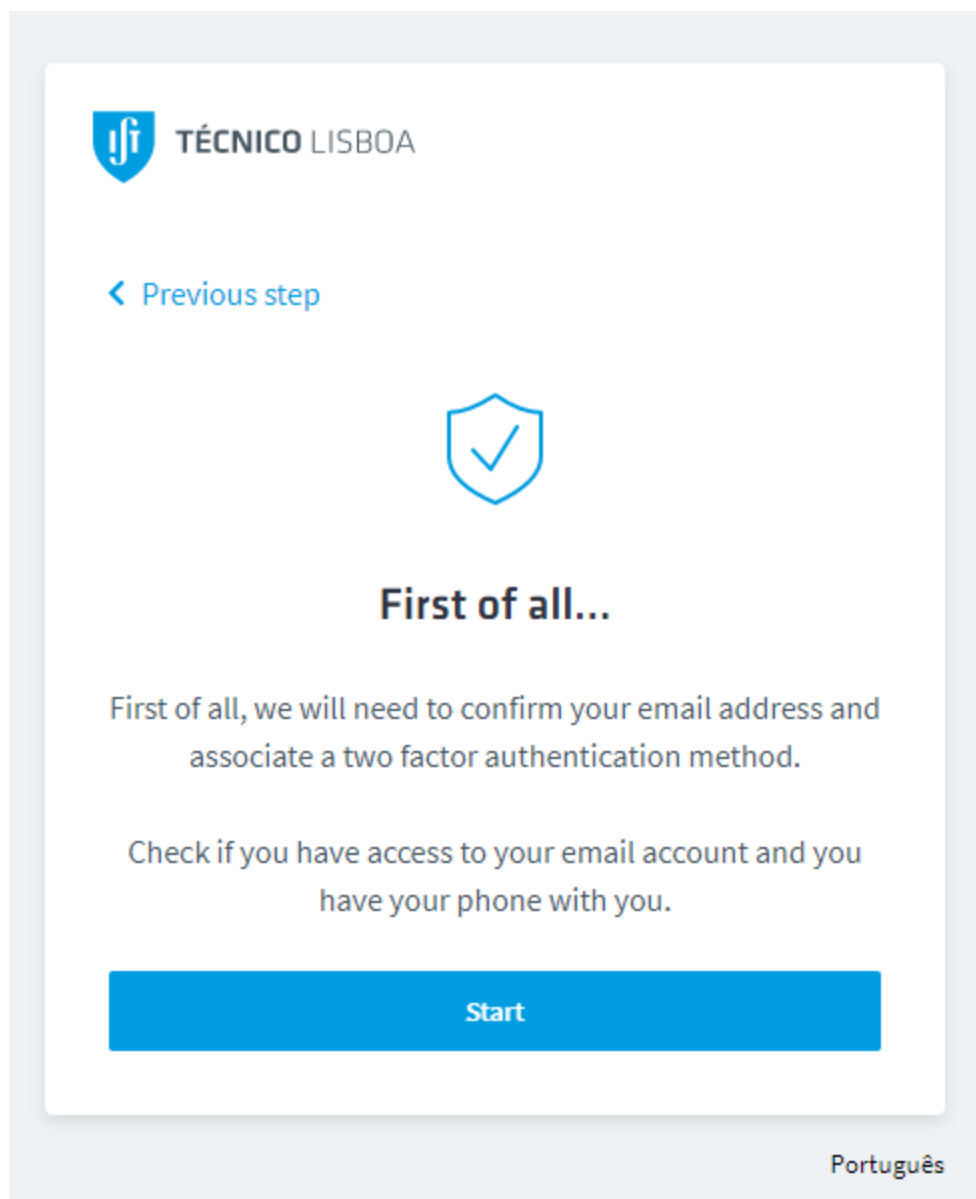 TÉCNICO LISBOA
Previous step
First of all...
First of all, we will need to confirm your email address and
associate a two factor authentication method.
Check if you have access to your email account and you
have your phone with you.
Start
Português